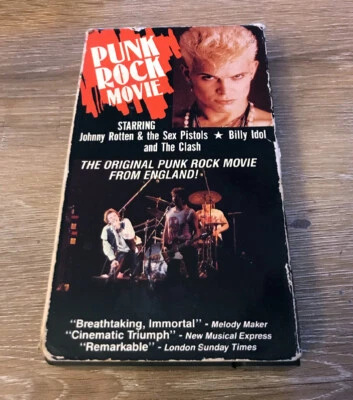 PUNK
ROCK
MOVIE
STARRING
Johnny Rotten & the Sex Pistols ★ Billy Idol
and The Clash
THE ORIGINAL PUNK ROCK MOVIE
FROM ENGLAND!
"Breathtaking, Immortal" - Melody Maker
"Cinematic Triumph" - New Musical Express
"Remarkable" - London Sunday Times